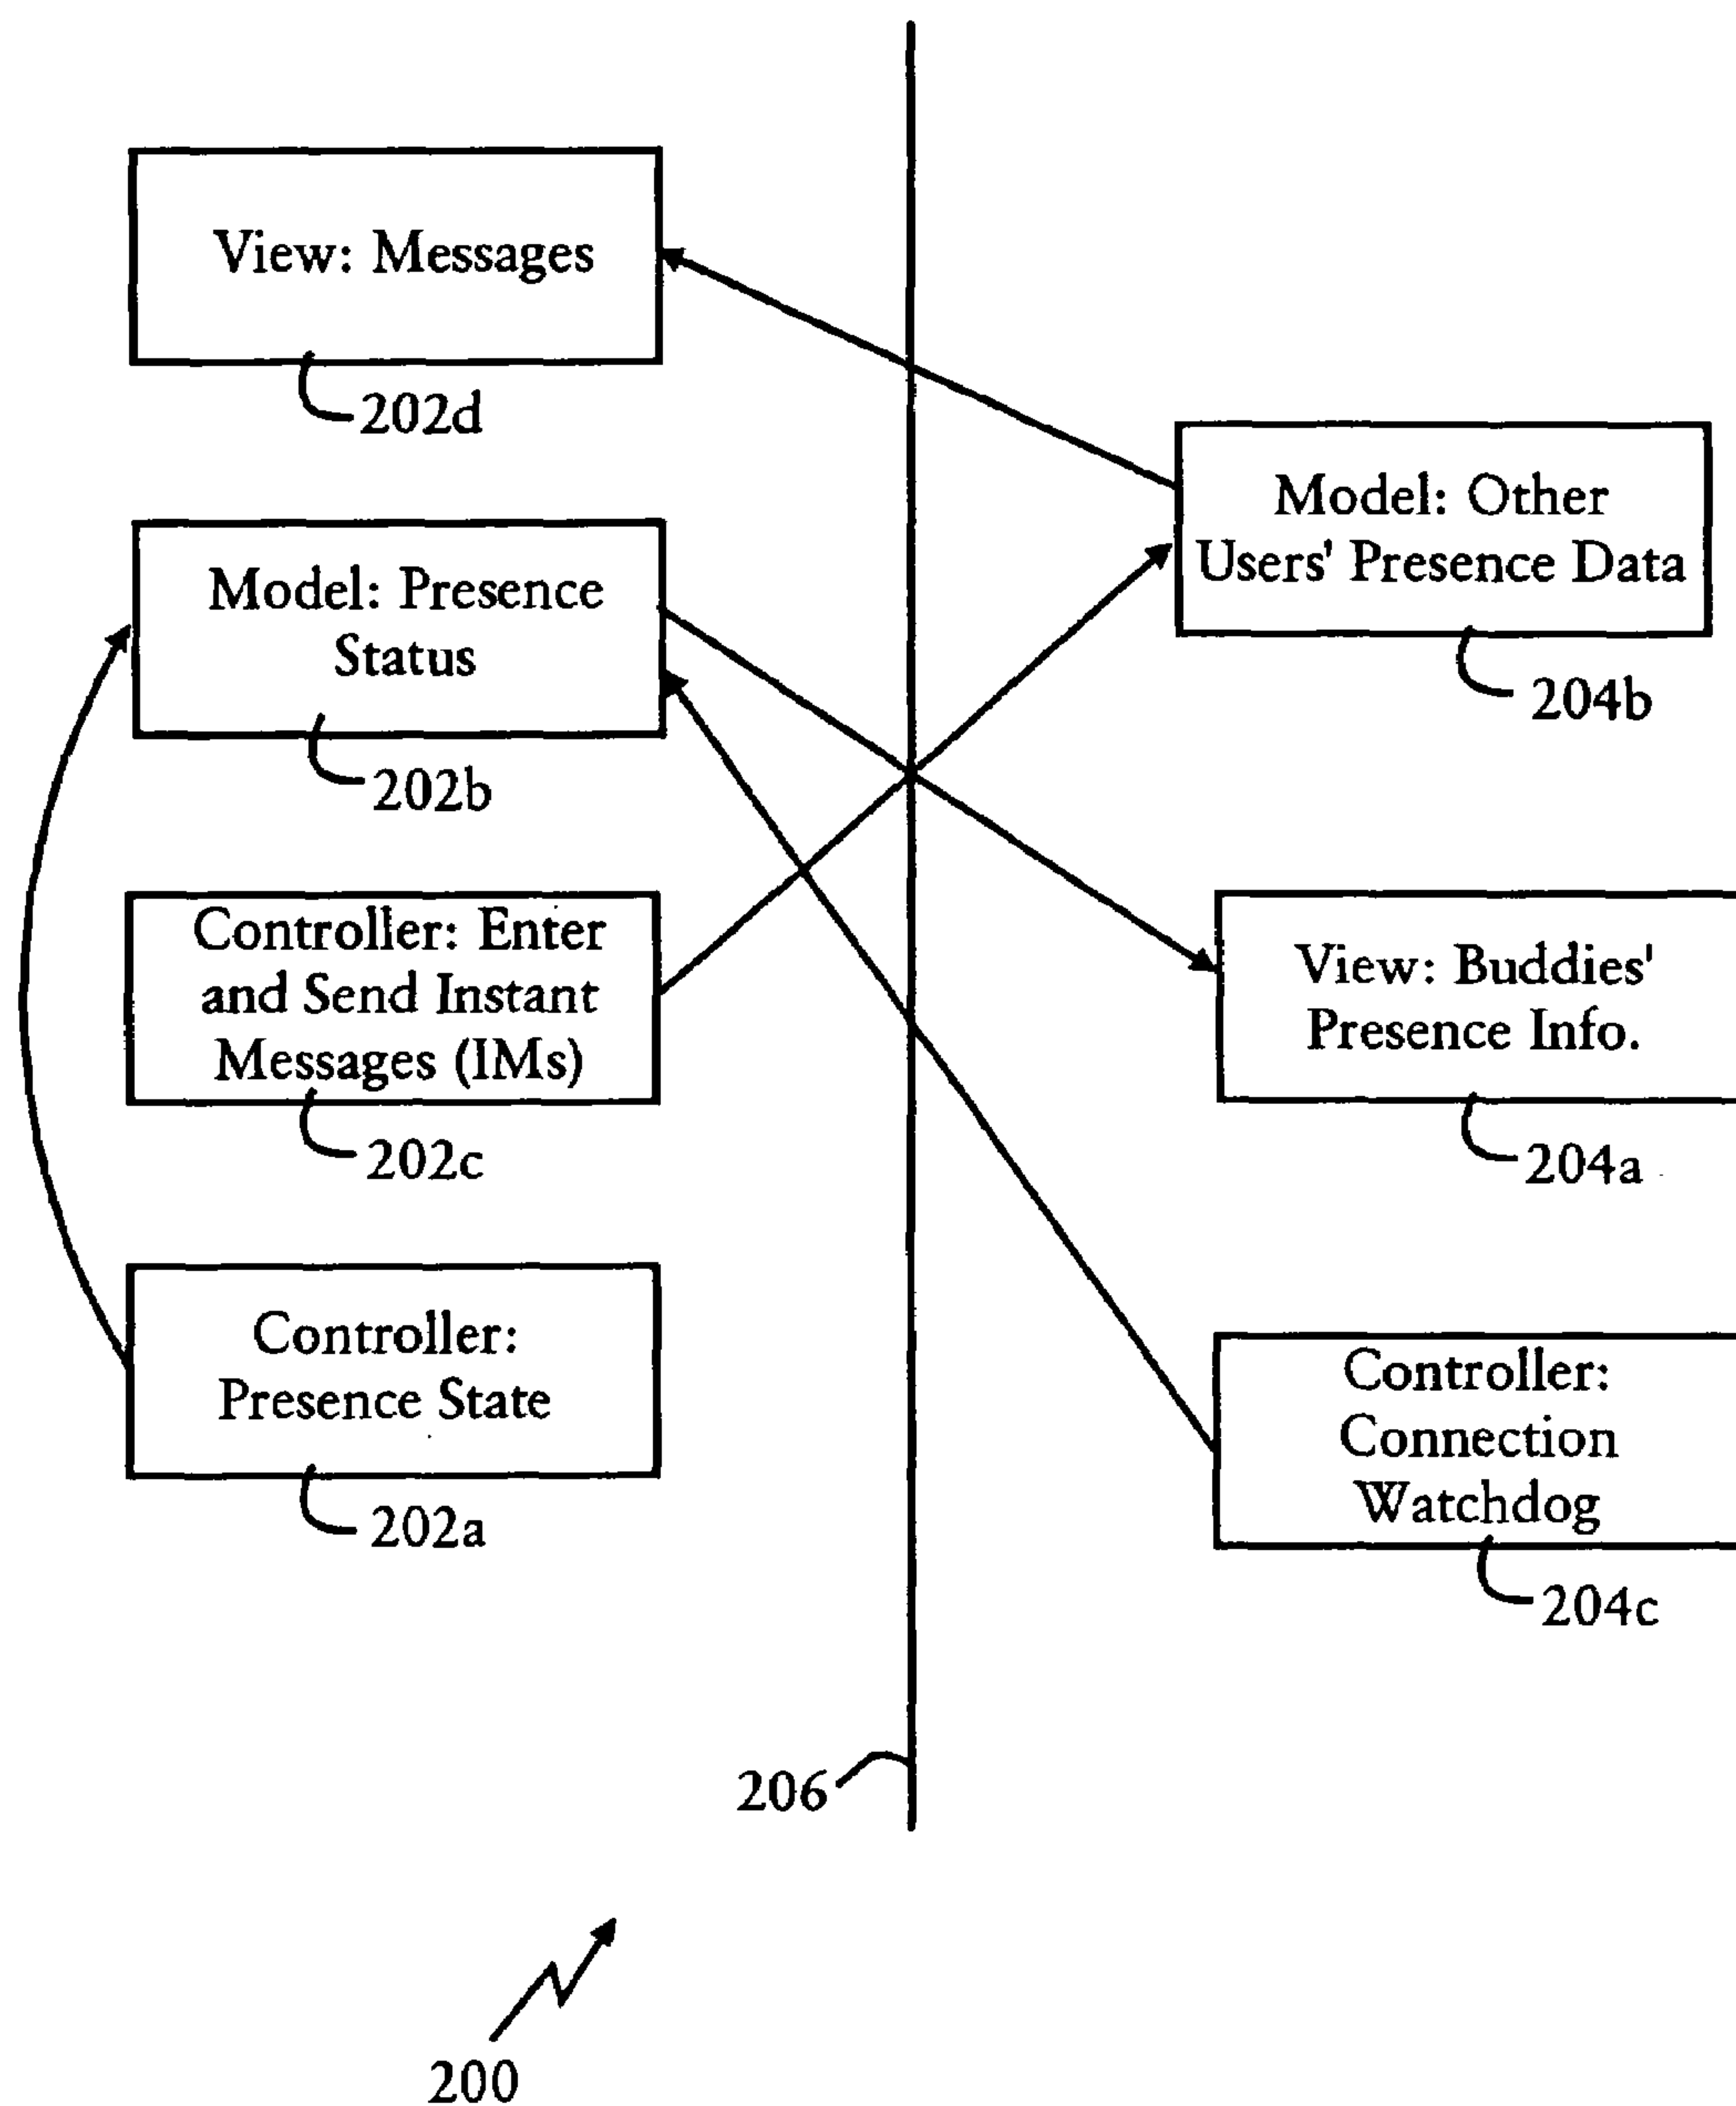 View: Messages
202d
Model: Other
Users' Presence Data
204b
Model: Presence
Status
202b
Controller: Enter
and Send Instant
Messages (IMs)
202c
View: Buddies'
Presence Info.
204a
Controller:
Presence State
202a
Controller:
Connection
Watchdog
204c
206
200